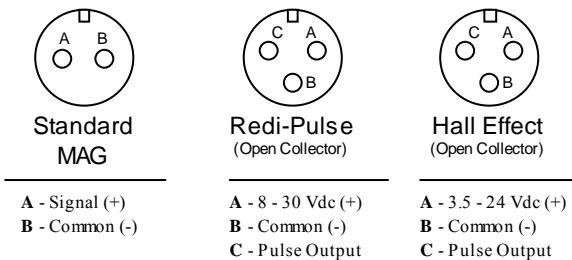 A B
C A
B
C A
B
Standard
MAG
Redi-Pulse
(Open Collector)
Hall Effect
(Open Collector)
A - Signal (+)
B - Common (-)
A - 8 - 30 Vdc (+)
B - Common (-)
C - Pulse Output
A - 3.5 - 24 Vdc (+)
B - Common (-)
C - Pulse Output